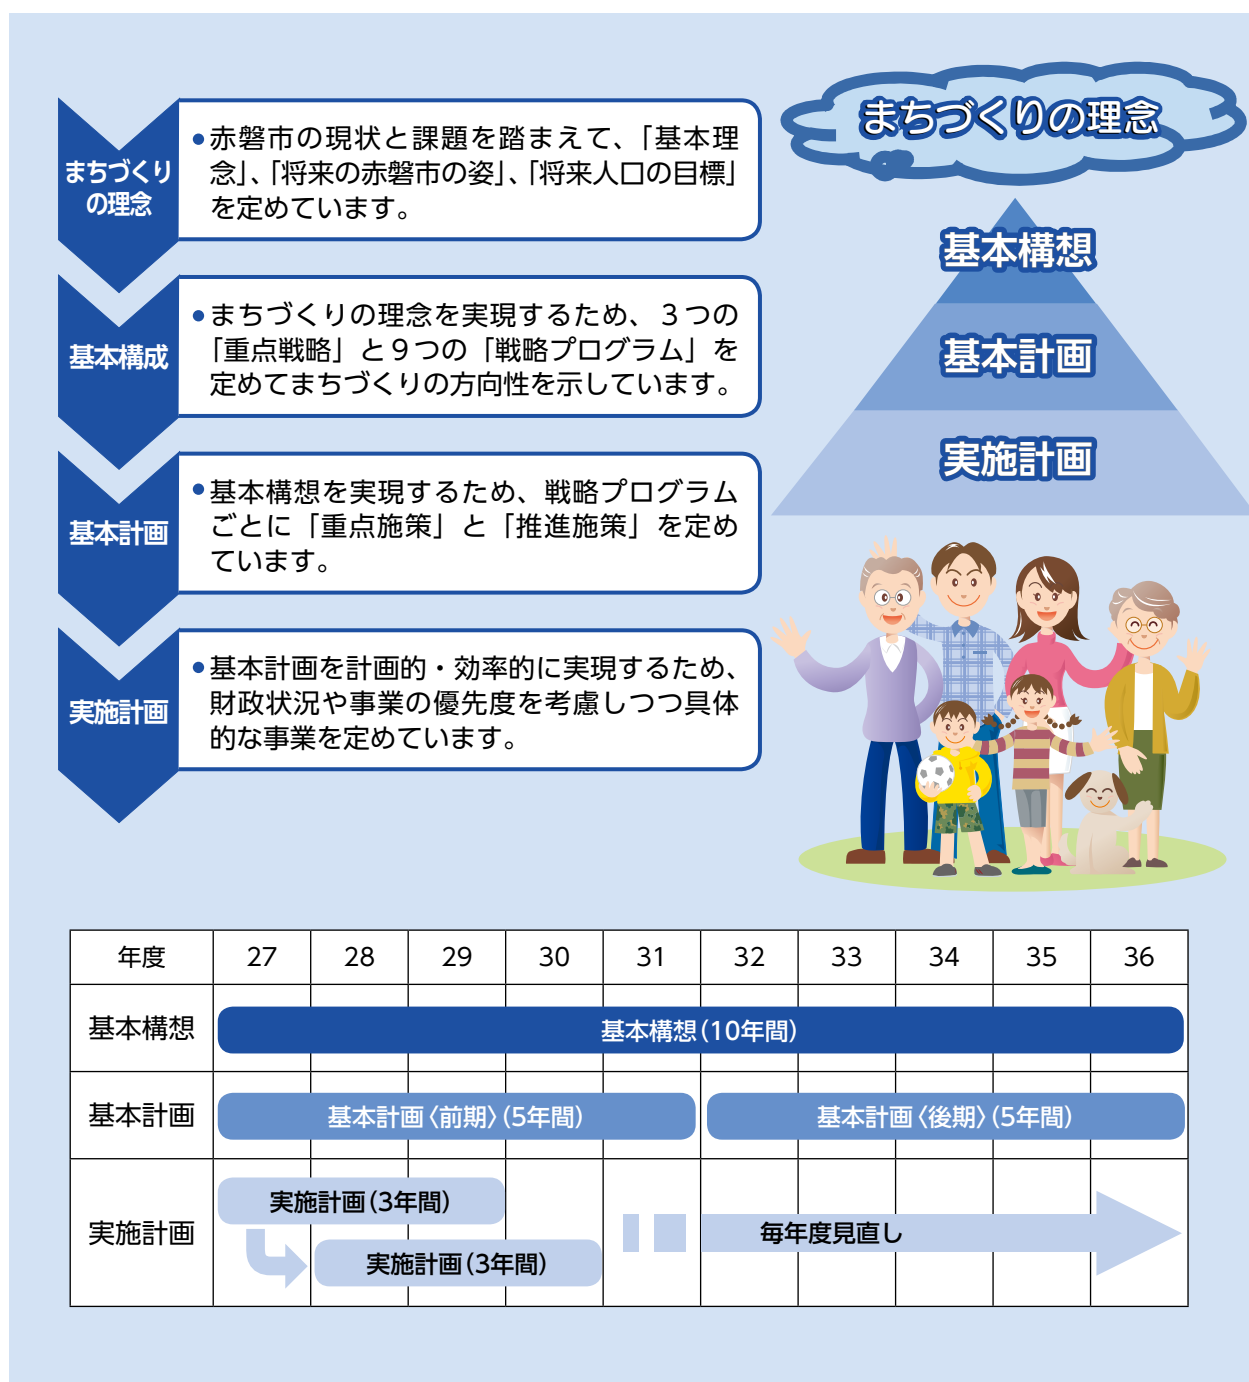 まちづくり
の理念
●赤磐市の現状と課題を踏まえて、「基本理
念」、「将来の赤磐市の姿」、「将来人口の目標」
を定めています。
基本構成
●まちづくりの理念を実現するため、３つの
「重点戦略」と９つの「戦略プログラム」を
定めてまちづくりの方向性を示しています。
基本計画
●基本構想を実現するため、戦略プログラム
ごとに「重点施策」と「推進施策」を定め
ています。
実施計画
●基本計画を計画的・効率的に実現するため、
財政状況や事業の優先度を考慮しつつ具体
的な事業を定めています。
まちづくりの理念
基本構想
基本計画
実施計画
年度 27 28 29 30 31 32 33 34 35 36
基本構想 基本構想（10年間）
基本計画 基本計画〈前期〉（5年間） 基本計画〈後期〉（5年間）
実施計画 実施計画（3年間）
実施計画（3年間）
毎年度見直し